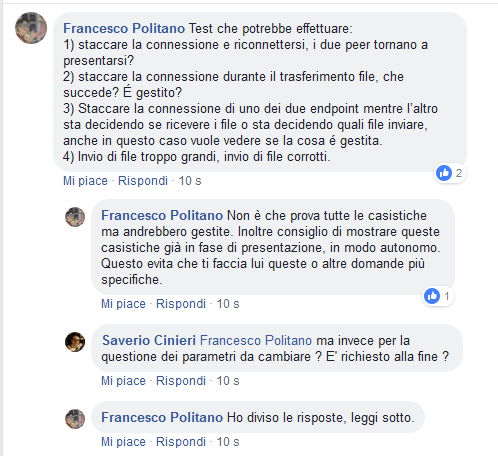 Francesco Politano Test che potrebbe effettuare:
1) staccare la connessione e riconnettersi, i due peer tornano a
presentarsi?
2) staccare la connessione durante il trasferimento file, che
succede? É gestito?
3) Staccare la connessione di uno dei due endpoint mentre l'altro
sta decidendo se ricevere i file o sta decidendo quali file inviare,
anche in questo caso vuole vedere se la cosa é gestita.
4) Invio di file troppo grandi, invio di file corrotti.
2
Mi piace · Rispondi · 10 s
Francesco Politano Non è che prova tutte le casistiche
ma andrebbero gestite. Inoltre consiglio di mostrare queste
casistiche già in fase di presentazione, in modo autonomo.
Questo evita che ti faccia lui queste o altre domande più
specifiche.
1
Mi piace · Rispondi · 10 s
Saverio Cinieri Francesco Politano ma invece per la
questione dei parametri da cambiare ? E' richiesto alla fine ?
Mi piace · Rispondi · 10 s
Francesco Politano Ho diviso le risposte, leggi sotto.
Mi piace · Rispondi · 10 s